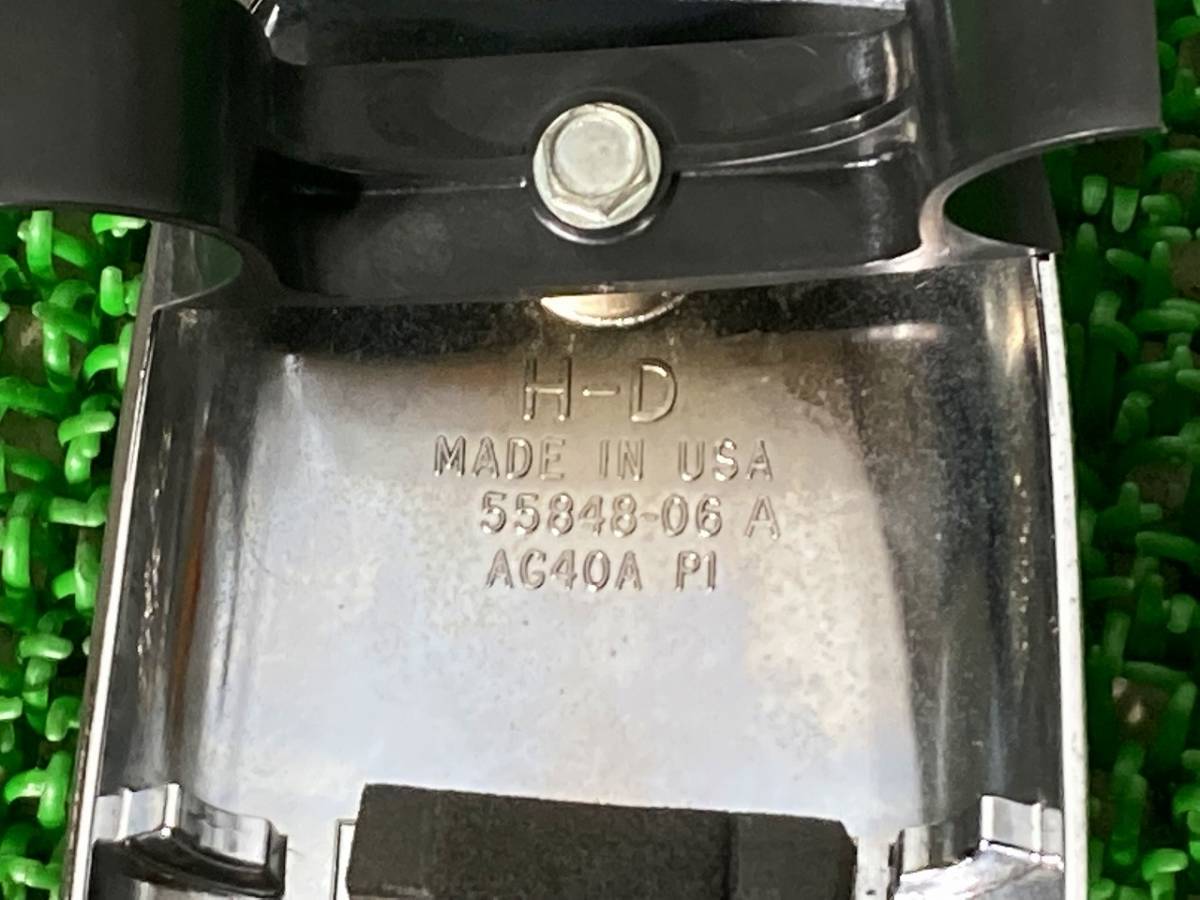 H-D
MADE IN USA
55848-06 A
AG40A P1